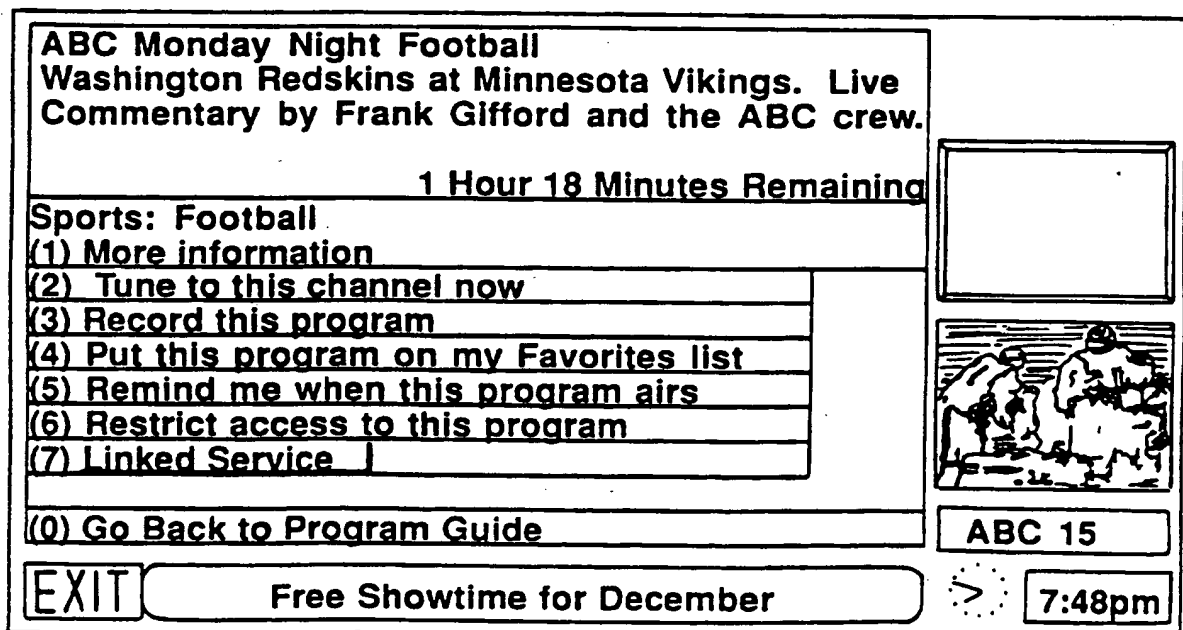 ABC Monday Night Football
Washington Redskins at Minnesota Vikings. Live
Commentary by Frank Gifford and the ABC crew.
1 Hour 18 Minutes Remaining
Sports: Football
(1) More information
(2) Tune to this channel now
(3) Record this program
(4) Put this program on my Favorites list
(5) Remind me when this program airs
(6) Restrict access to this program
(7) Linked Service
(0) Go Back to Program Guide
ABC 15
EXIT
Free Showtime for December
7:48pm